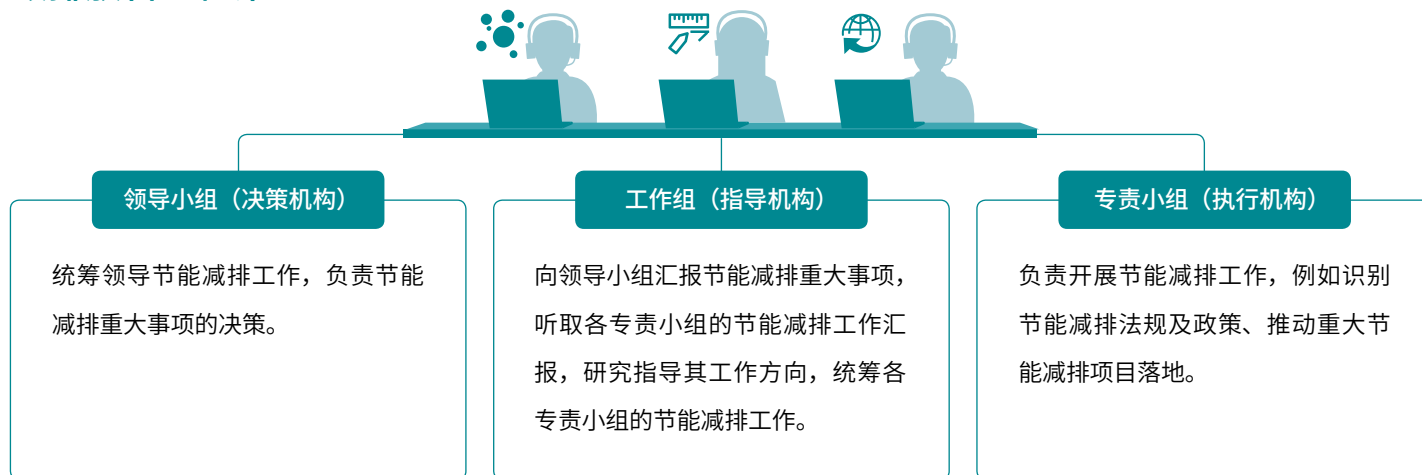 领导小组（决策机构）
统筹领导节能减排工作，负责节能
减排重大事项的决策。
工作组（指导机构）
向领导小组汇报节能减排重大事项，
听取各专责小组的节能减排工作汇
报，研究指导其工作方向，统筹各
专责小组的节能减排工作。
专责小组（执行机构）
负责开展节能减排工作，例如识别
节能减排法规及政策、推动重大节
能减排项目落地。